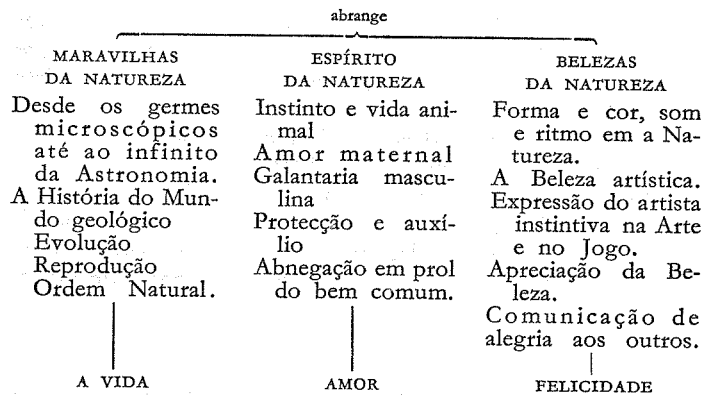 abrange
MARAVILHAS
DA NATUREZA
Desde os germes
microscópicos
até ao infinito
da Astronomia.
A História do Mun-
do geológico
Evolução
Reprodução
Ordem Natural.
A VIDA
ESPÍRITO
DA NATUREZA
Instinto e vida ani-
mal
Amor maternal
Galantaria mascu-
lina
Protecção e auxí-
lio
Abnegação em prol
do bem comum.
AMOR
BELEZAS
DA NATUREZA
Forma e cor, som
e ritmo em a Na-
tureza.
A Beleza artística.
Expressão do artista
instintiva na Arte
e no Jogo.
Apreciação da Be-
leza.
Comunicação de
alegria aos outros.
FELICIDADE